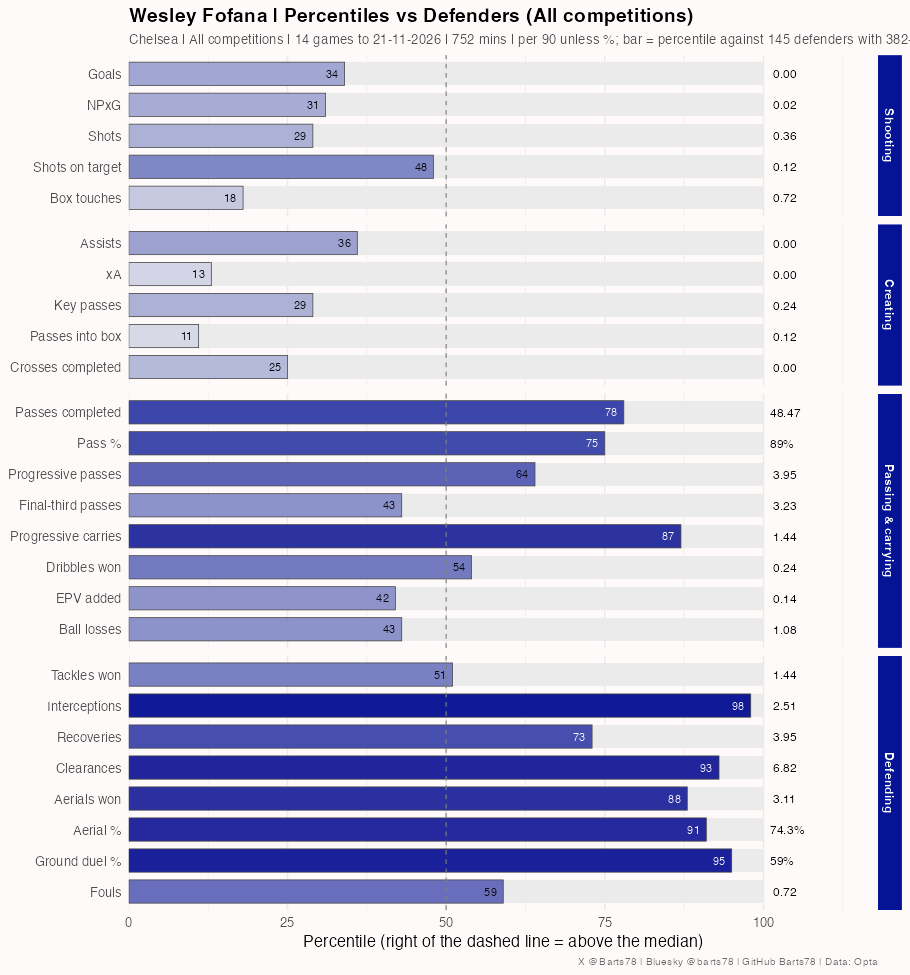 Wesley Fofana | Percentiles vs Defenders (All competitions)
Chelsea | All competitions | 14 games to 21-11-2026 | 752 mins | per 90 unless %; bar = percentile against 145 defenders with 382-
Goals 34 0.00
NPxG 31 0.02
Shots 29 0.36
Shots on target 48 0.12
Box touches 18 0.72
Shooting
Assists 36 0.00
xA 13 0.00
Key passes 29 0.24
Passes into box 11 0.12
Crosses completed 25 0.00
Creating
Passes completed 78 48.47
Pass % 75 89%
Progressive passes 64 3.95
Final-third passes 43 3.23
Progressive carries 87 1.44
Dribbles won 54 0.24
EPV added 42 0.14
Ball losses 43 1.08
Passing & carrying
Tackles won 51 1.44
Interceptions 98 2.51
Recoveries 73 3.95
Clearances 93 6.82
Aerials won 88 3.11
Aerial % 91 74.3%
Ground duel % 95 59%
Fouls 59 0.72
Defending
0 25 50 75 100
Percentile (right of the dashed line = above the median)
X @Barts78 | Bluesky @barts78 | GitHub Barts78 | Data: Opta